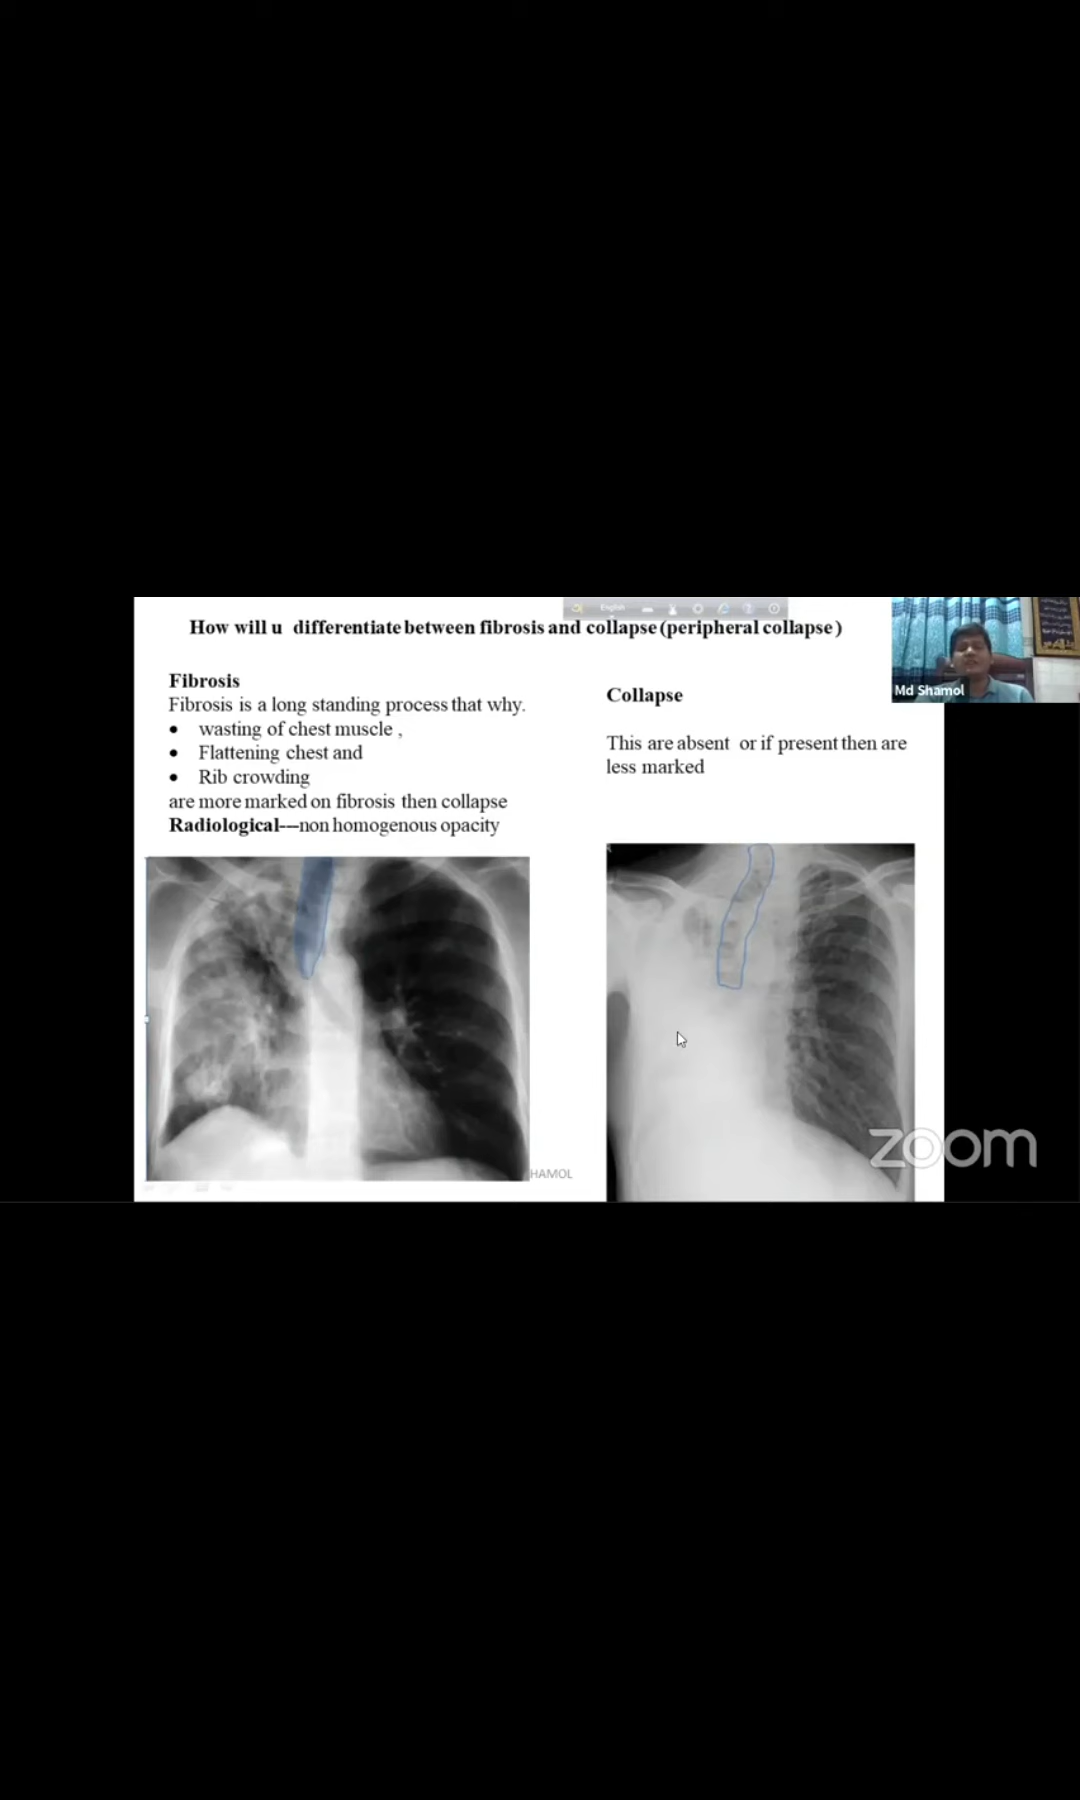 English
How will u differentiate between fibrosis and collapse (peripheral collapse )
Md Shamol
Fibrosis
Fibrosis is a long standing process that why.
• wasting of chest muscle ,
• Flattening chest and
• Rib crowding
are more marked on fibrosis then collapse
Radiological---non homogenous opacity
Collapse
This are absent or if present then are
less marked
HAMOL
zoom